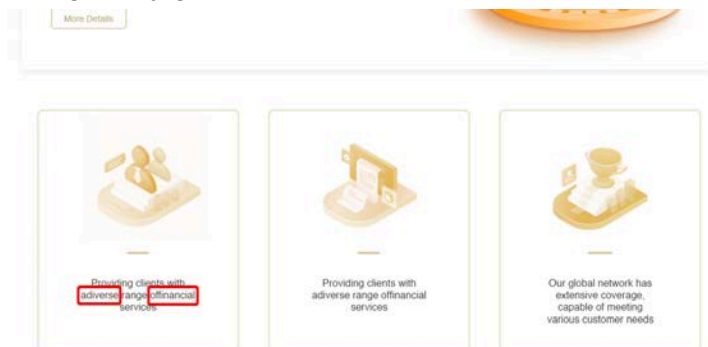 More Details
Providing clients with
adiverse range offinancial
services
Providing clients with
adiverse range offinancial
services
Our global network has
extensive coverage,
capable of meeting
various customer needs